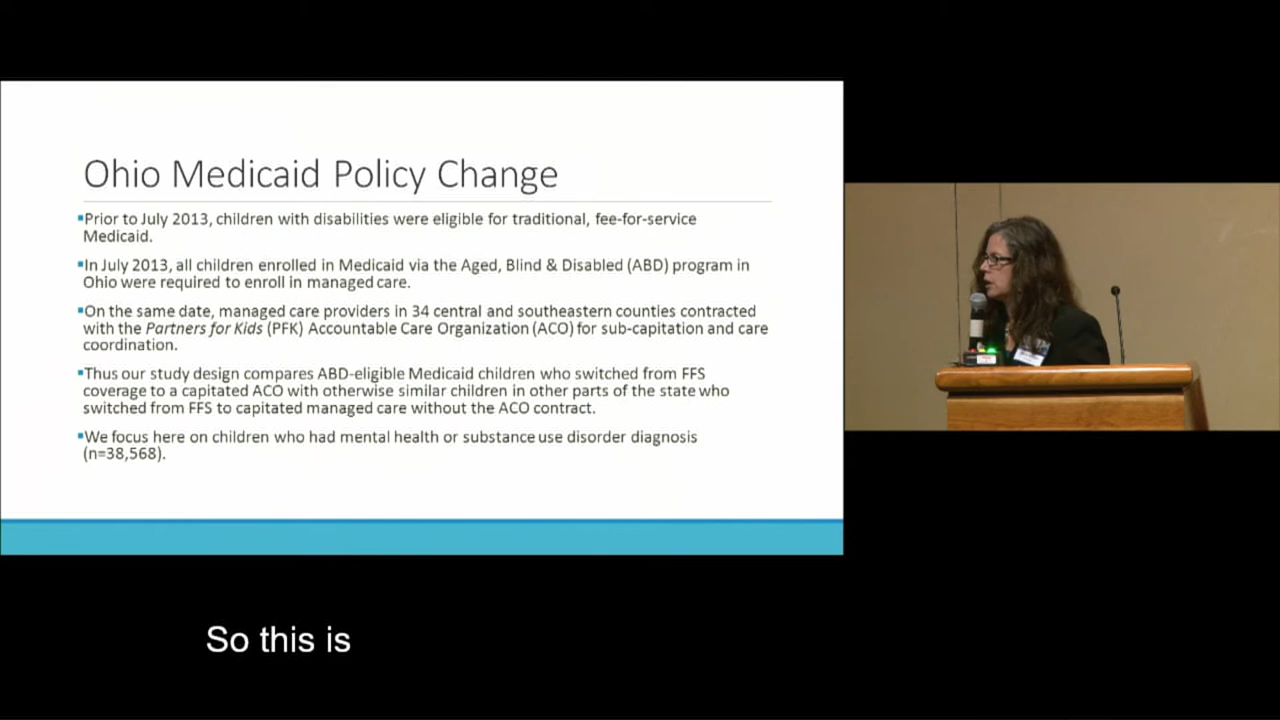 Ohio Medicaid Policy Change
▪Prior to July 2013, children with disabilities were eligible for traditional, fee-for-service
Medicaid.
▪In July 2013, all children enrolled in Medicaid via the Aged, Blind & Disabled (ABD) program in
Ohio were required to enroll in managed care.
▪On the same date, managed care providers in 34 central and southeastern counties contracted
with the Partners for Kids (PFK) Accountable Care Organization (ACO) for sub-capitation and care
coordination.
▪Thus our study design compares ABD-eligible Medicaid children who switched from FFS
coverage to a capitated ACO with otherwise similar children in other parts of the state who
switched from FFS to capitated managed care without the ACO contract.
▪We focus here on children who had mental health or substance use disorder diagnosis
(n=38,568).
So this is